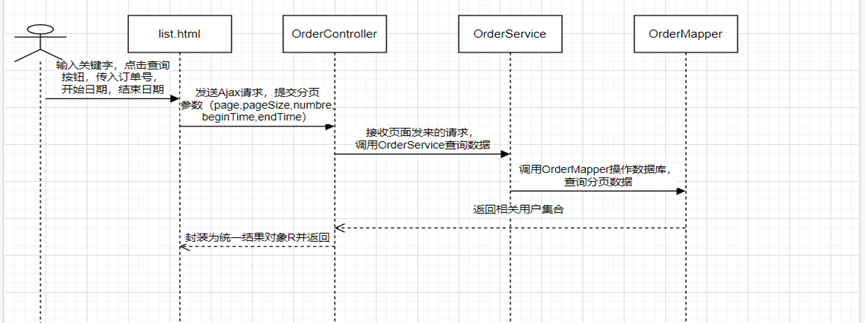 list.html
OrderController
OrderService
OrderMapper
输入关键字，点击查询
按钮，传入订单号，
开始日期，结束日期
发送Ajax请求，提交分页
参数（page,pageSize,numbre,
beginTime,endTime）
接收页面发来的请求，
调用OrderService查询数据
调用OrderMapper操作数据库，
查询分页数据
返回相关用户集合
封装为统一结果对象R并返回